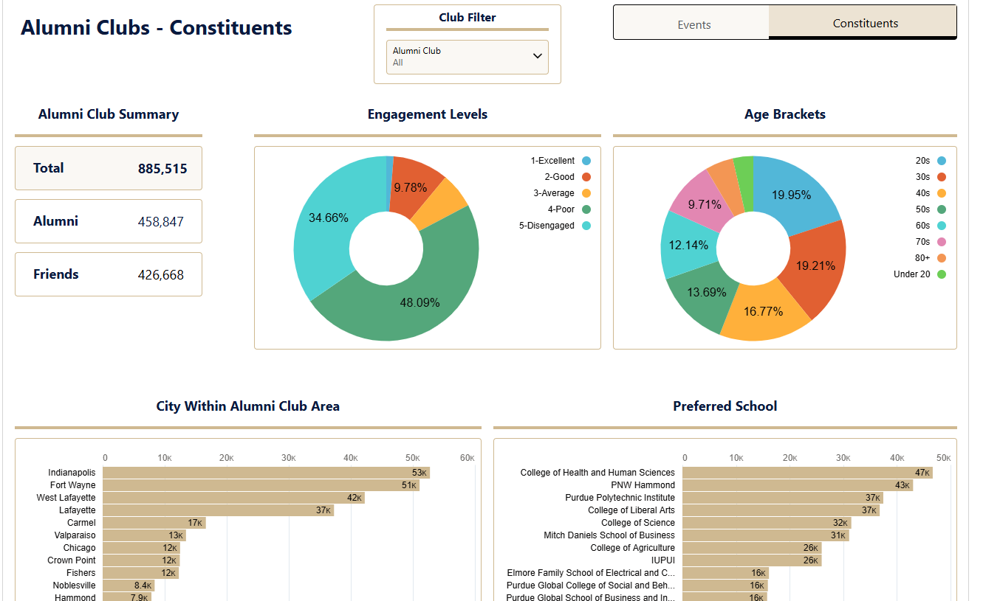 Alumni Clubs - Constituents
Club Filter
Alumni Club
All
Events
Constituents
Alumni Club Summary
Total 885,515
Alumni 458,847
Friends 426,668
Engagement Levels
1-Excellent
2-Good
3-Average
4-Poor
5-Disengaged
9.78%
34.66%
48.09%
Age Brackets
20s
30s
40s
50s
60s
70s
80+
Under 20
19.95%
9.71%
12.14%
19.21%
13.69%
16.77%
City Within Alumni Club Area
0 10K 20K 30K 40K 50K 60K
Indianapolis 53K
Fort Wayne 51K
West Lafayette 42K
Lafayette 37K
Carmel 17K
Valparaiso 13K
Chicago 12K
Crown Point 12K
Fishers 12K
Noblesville 8.4K
Hammond 7.9K
Preferred School
0 10K 20K 30K 40K 50K
College of Health and Human Sciences 47K
PNW Hammond 43K
Purdue Polytechnic Institute 37K
College of Liberal Arts 37K
College of Science 32K
Mitch Daniels School of Business 31K
College of Agriculture 26K
IUPUI 26K
Elmore Family School of Electrical and C... 16K
Purdue Global College of Social and Beh... 16K
Purdue Global School of Business and In... 16K